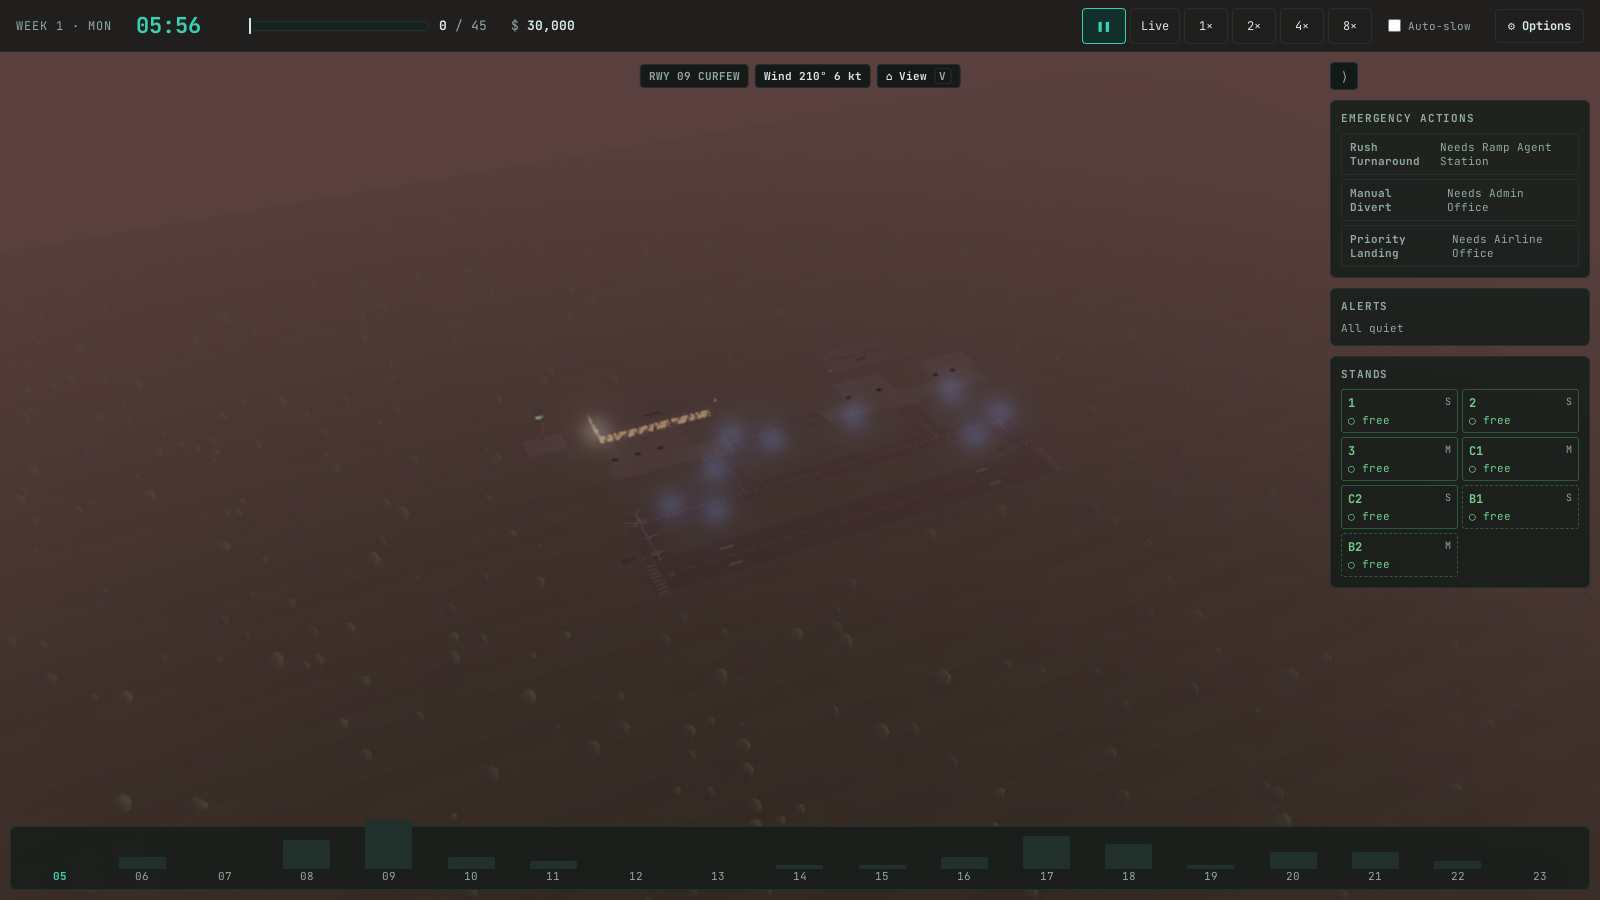 WEEK 1 · MON
05:56
0 / 45
$ 30,000
Live
1×
2×
4×
8×
Auto-slow
⚙ Options
RWY 09 CURFEW
Wind 210° 6 kt
⌂ View V
⟩
EMERGENCY ACTIONS
Rush Needs Ramp Agent
Turnaround Station
Manual Needs Admin
Divert Office
Priority Needs Airline
Landing Office
ALERTS
All quiet
STANDS
1 S
○ free
2 S
○ free
3 M
○ free
C1 M
○ free
C2 S
○ free
B1 S
○ free
B2 M
○ free
05 06 07 08 09 10 11 12 13 14 15 16 17 18 19 20 21 22 23